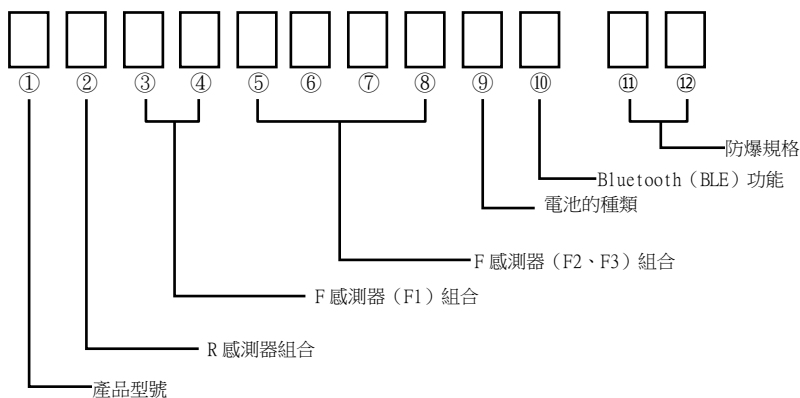 ① ② ③ ④ ⑤ ⑥ ⑦ ⑧ ⑨ ⑩ ⑪ ⑫
防爆規格
Bluetooth（BLE）功能
電池的種類
F 感測器（F2、F3）組合
F 感測器（F1）組合
R 感測器組合
產品型號